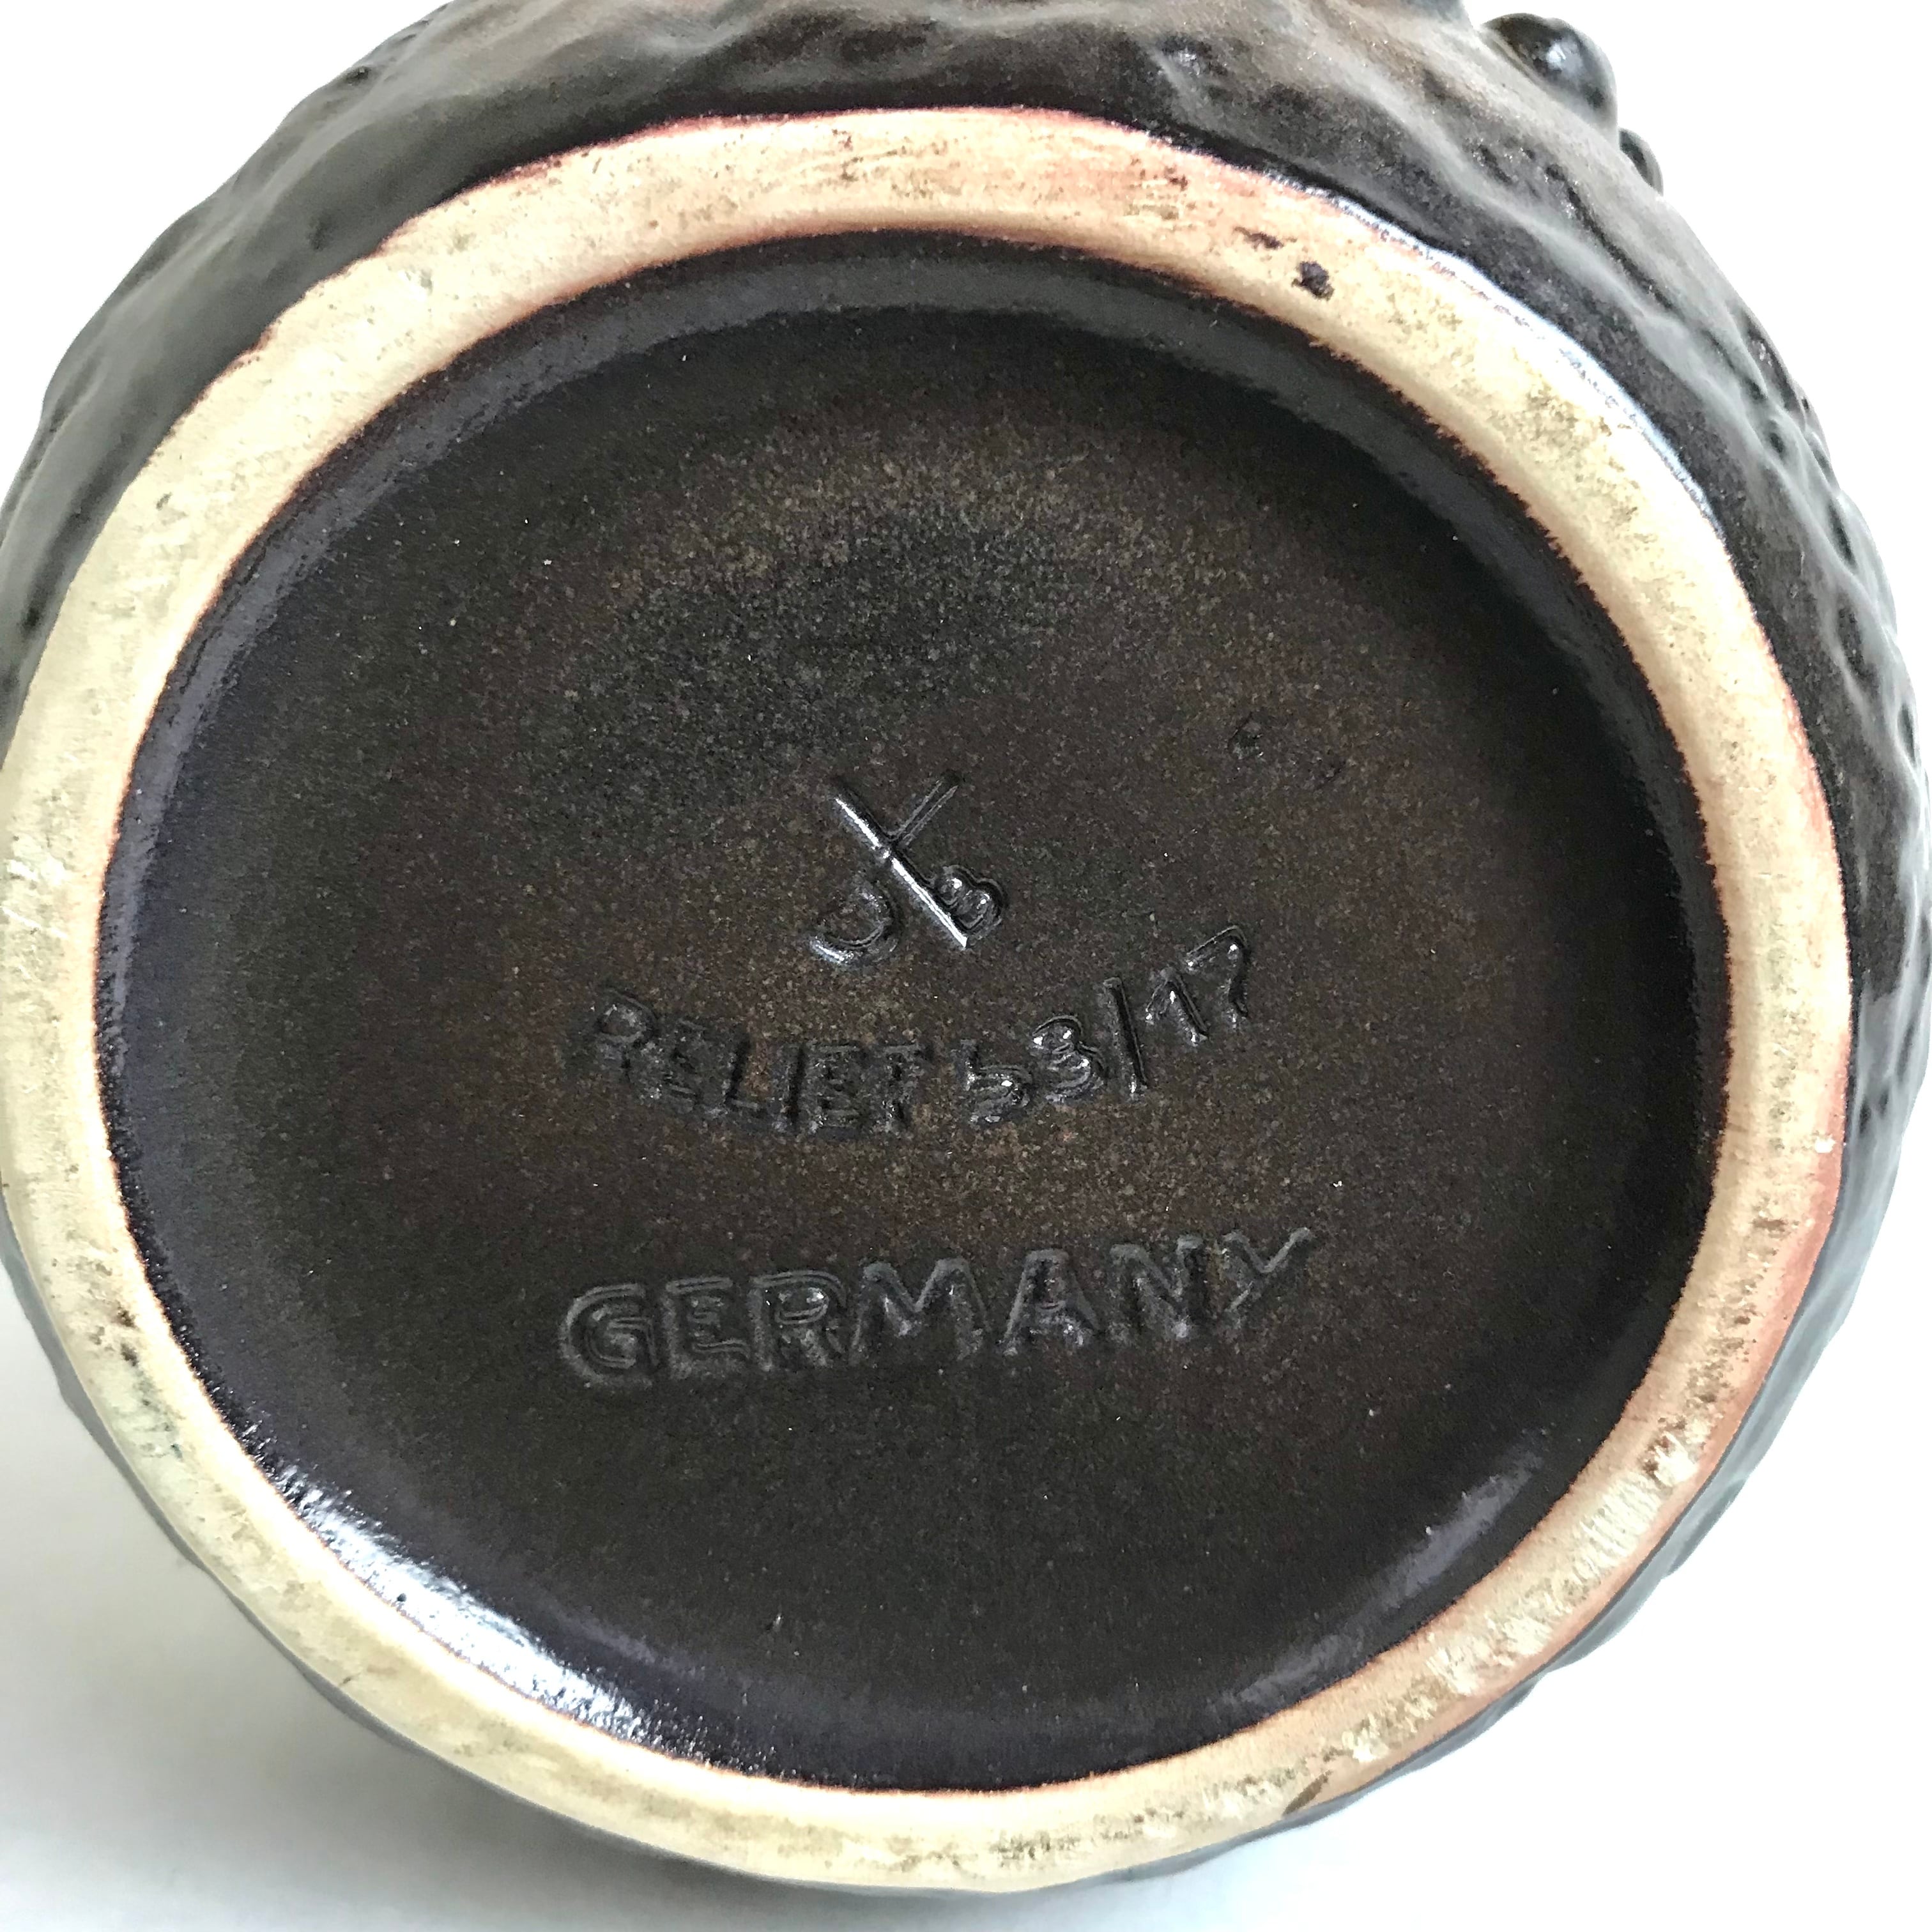 J B
RELIEF 53/17
GERMANY